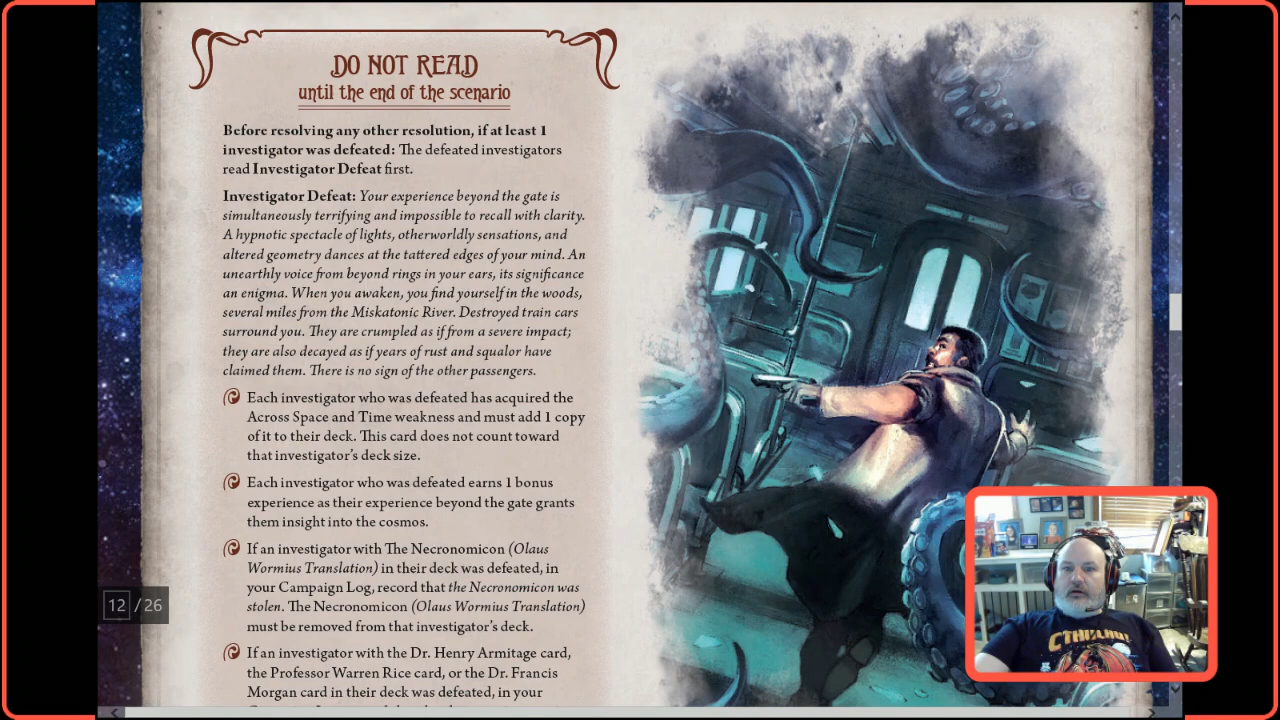 DO NOT READ
until the end of the scenario
Before resolving any other resolution, if at least 1
investigator was defeated: The defeated investigators
read Investigator Defeat first.
Investigator Defeat: Your experience beyond the gate is
simultaneously terrifying and impossible to recall with clarity.
A hypnotic spectacle of lights, otherworldly sensations, and
altered geometry dances at the tattered edges of your mind. An
unearthly voice from beyond rings in your ears, its significance
an enigma. When you awaken, you find yourself in the woods,
several miles from the Miskatonic River. Destroyed train cars
surround you. They are crumpled as if from a severe impact;
they are also decayed as if years of rust and squalor have
claimed them. There is no sign of the other passengers.
Each investigator who was defeated has acquired the
Across Space and Time weakness and must add 1 copy
of it to their deck. This card does not count toward
that investigator's deck size.
Each investigator who was defeated earns 1 bonus
experience as their experience beyond the gate grants
them insight into the cosmos.
If an investigator with The Necronomicon (Olaus
Wormius Translation) in their deck was defeated, in
your Campaign Log, record that the Necronomicon was
stolen. The Necronomicon (Olaus Wormius Translation)
must be removed from that investigator's deck.
If an investigator with the Dr. Henry Armitage card,
the Professor Warren Rice card, or the Dr. Francis
Morgan card in their deck was defeated, in your
12 / 26
CTHULHU